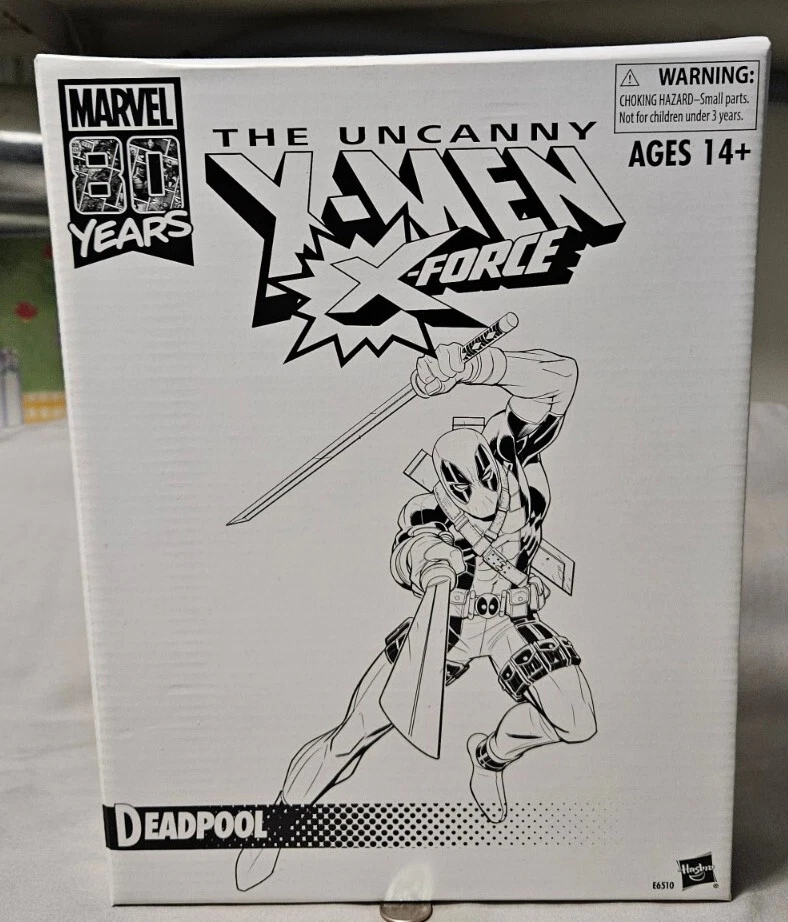 MARVEL
80
YEARS
THE UNCANNY
X-MEN
X-FORCE
⚠ WARNING:
CHOKING HAZARD–Small parts.
Not for children under 3 years.
AGES 14+
DEADPOOL
E6510
Hasbro
®